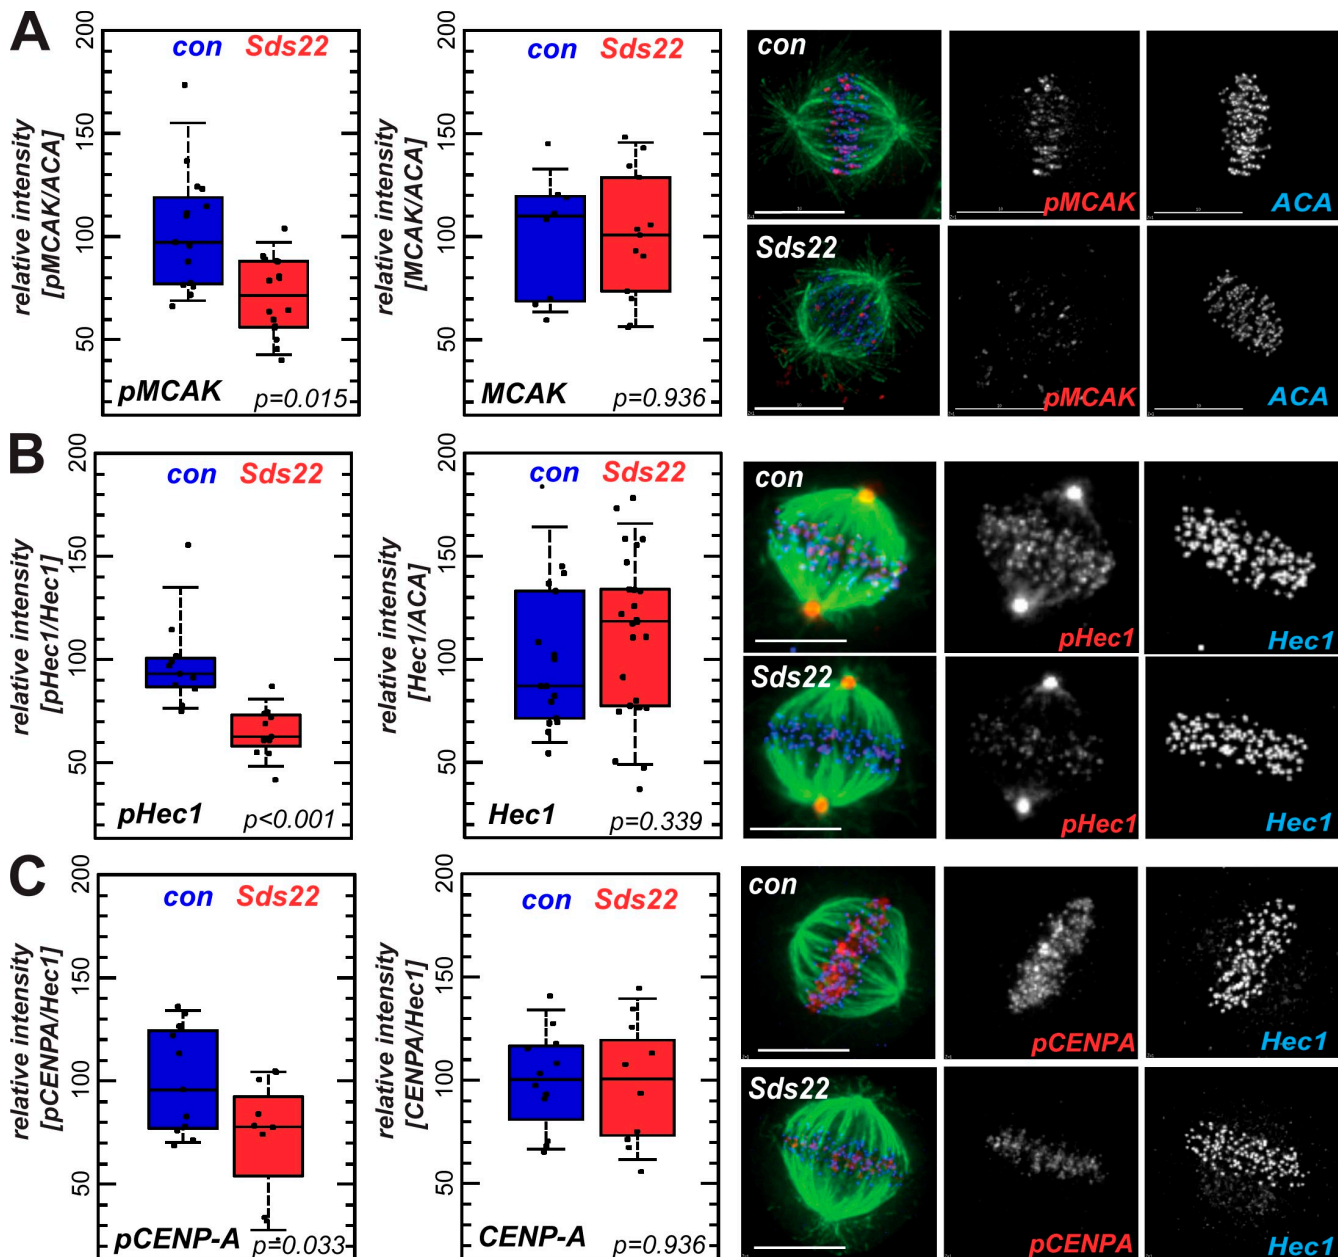 A
200
150
100
50
relative intensity
[pMCAK/ACA]
con Sds22
pMCAK
p=0.015
200
150
100
50
relative intensity
[MCAK/ACA]
con Sds22
MCAK
p=0.936
con
pMCAK
ACA
Sds22
pMCAK
ACA
B
200
150
100
50
relative intensity
[pHec1/Hec1]
con Sds22
pHec1
p<0.001
200
150
100
50
relative intensity
[Hec1/ACA]
con Sds22
Hec1
p=0.339
con
pHec1
Hec1
Sds22
pHec1
Hec1
C
200
150
100
50
relative intensity
[pCENPA/Hec1]
con Sds22
pCENP-A
p=0.033
200
150
100
50
relative intensity
[CENPA/Hec1]
con Sds22
CENP-A
p=0.936
con
pCENPA
Hec1
Sds22
pCENPA
Hec1